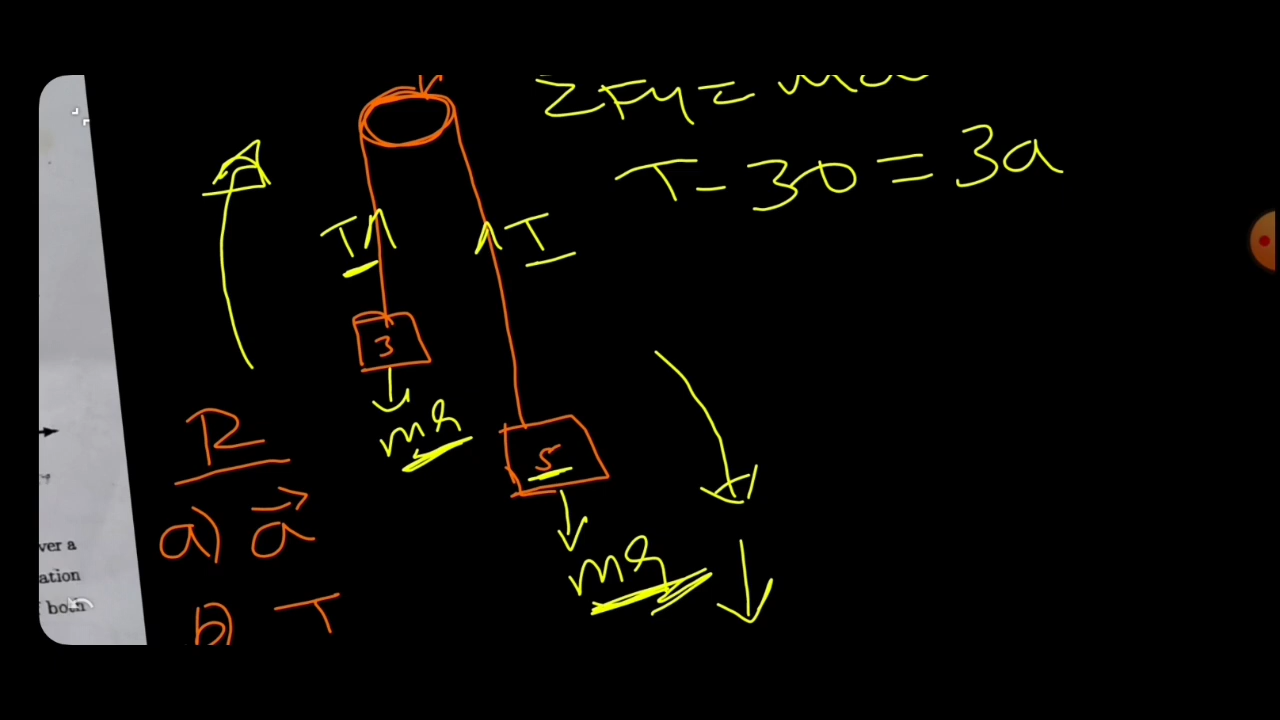 ΣFy = ma
T - 30 = 3a
T T
3
mg
5
mg
R
a) a⃗
b) T
ver a
ation
both